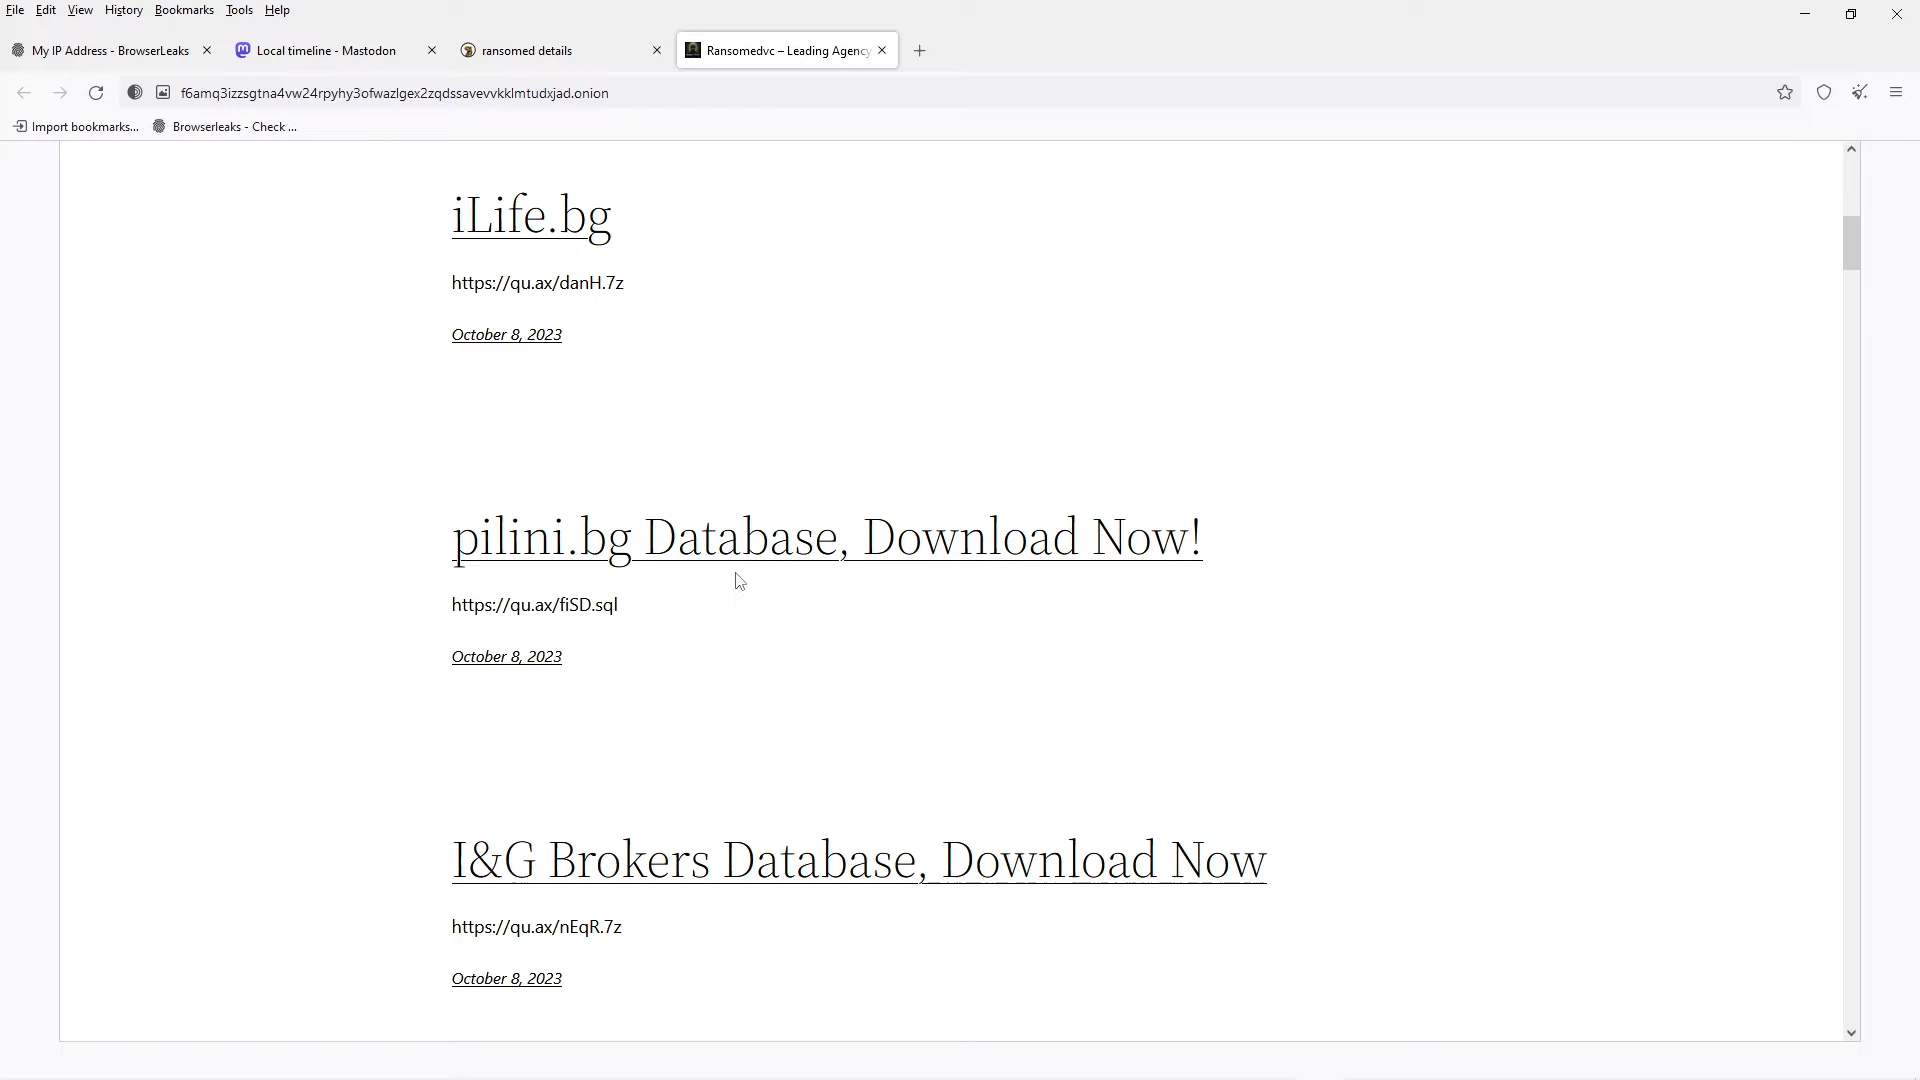 File Edit View History Bookmarks Tools Help
My IP Address - BrowserLeaks
Local timeline - Mastodon
ransomed details
Ransomedvc – Leading Agency
f6amq3izzsgtna4vw24rpyhy3ofwazlgex2zqdssavevvkklmtudxjad.onion
Import bookmarks...
Browserleaks - Check ...
iLife.bg
https://qu.ax/danH.7z
October 8, 2023
pilini.bg Database, Download Now!
https://qu.ax/fiSD.sql
October 8, 2023
I&G Brokers Database, Download Now
https://qu.ax/nEqR.7z
October 8, 2023